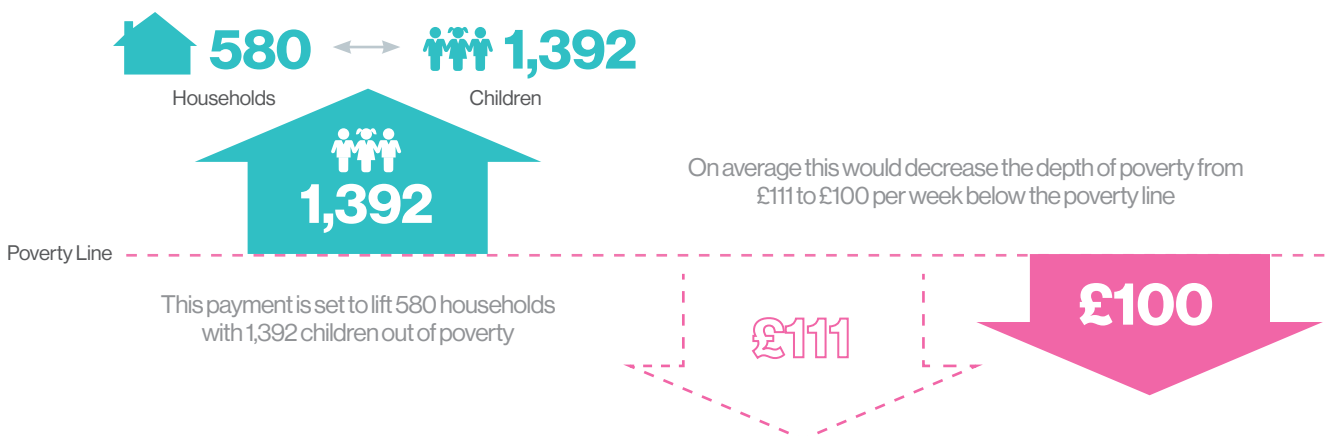 580
1,392
Households
Children
1,392
On average this would decrease the depth of poverty from
£111 to £100 per week below the poverty line
Poverty Line
This payment is set to lift 580 households
with 1,392 children out of poverty
£111
£100